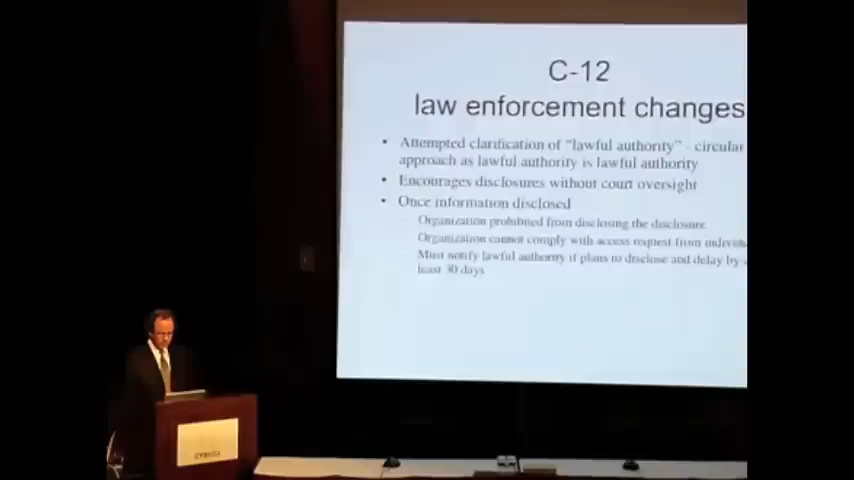 C-12
law enforcement changes
• Attempted clarification of "lawful authority" - circular
approach as lawful authority is lawful authority
• Encourages disclosures without court oversight
• Once information disclosed
– Organization prohibited from disclosing the disclosure
– Organization cannot comply with access request from
– Must notify lawful authority if plans to disclose and delay by
least 30 days